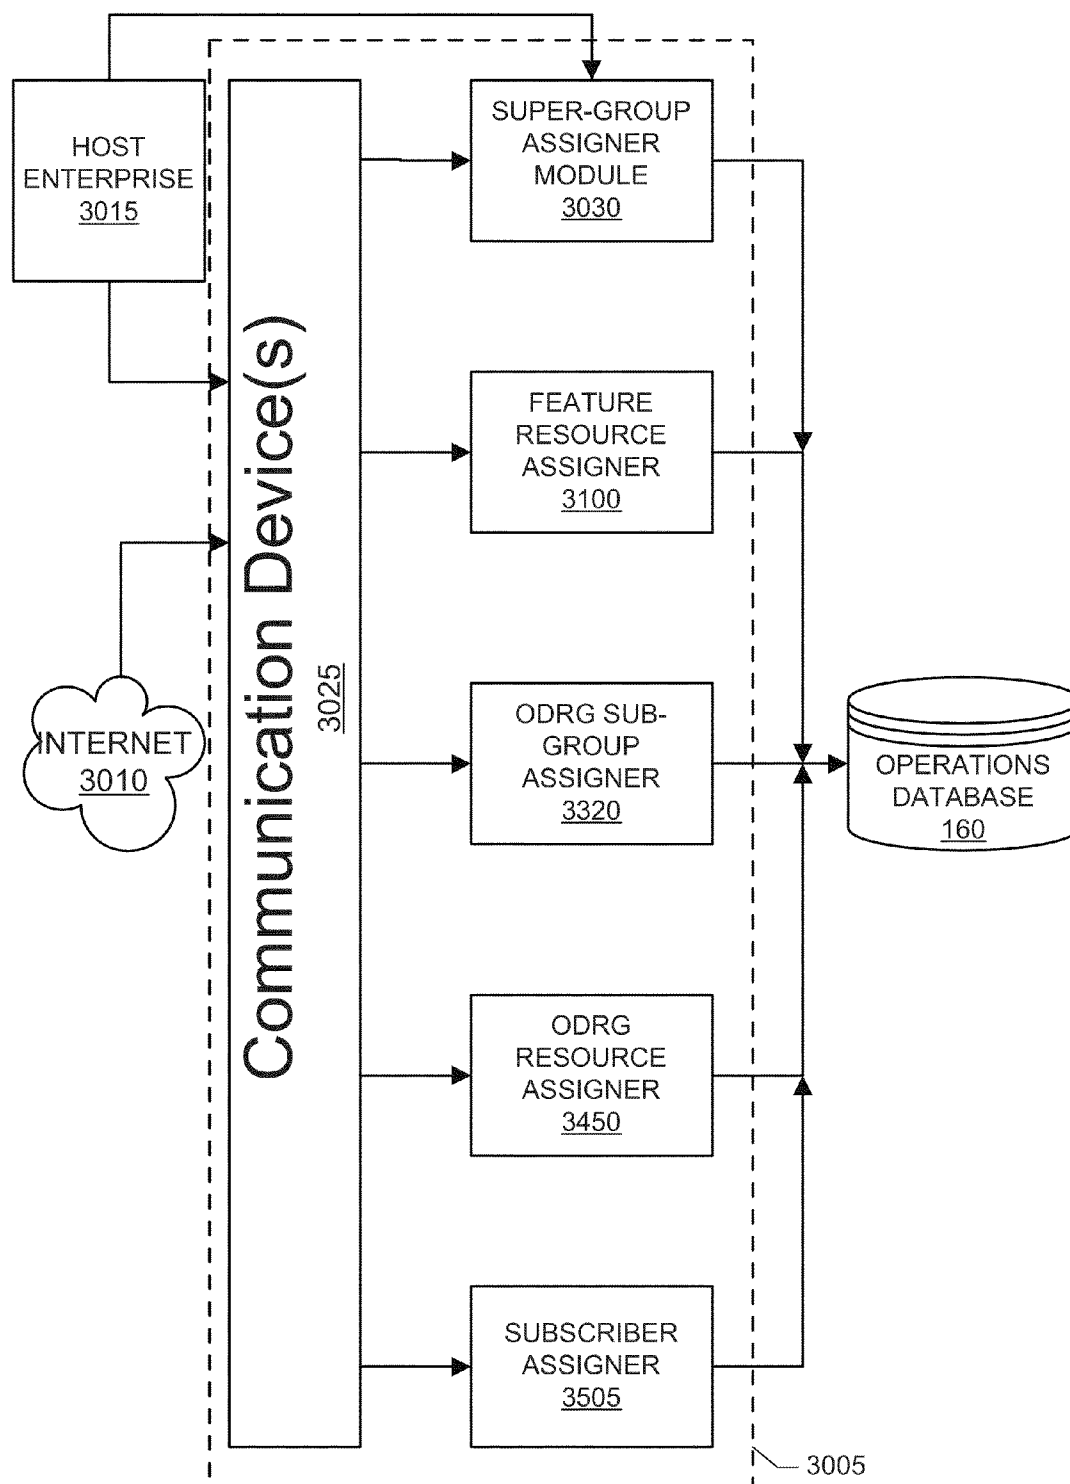 HOST
ENTERPRISE
3015
SUPER-GROUP
ASSIGNER
MODULE
3030
Communication Device(s)
3025
FEATURE
RESOURCE
ASSIGNER
3100
INTERNET
3010
ODRG SUB-
GROUP
ASSIGNER
3320
OPERATIONS
DATABASE
160
ODRG
RESOURCE
ASSIGNER
3450
SUBSCRIBER
ASSIGNER
3505
3005